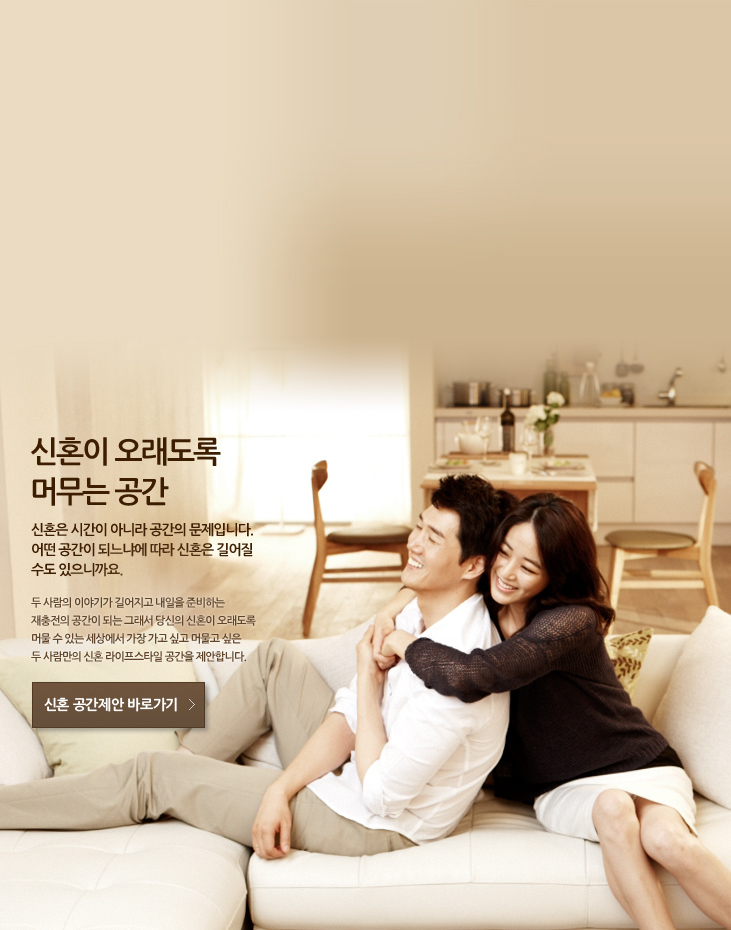 신혼이 오래도록
머무는 공간
신혼은 시간이 아니라 공간의 문제입니다.
어떤 공간이 되느냐에 따라 신혼은 길어질
수도 있으니까요.
두 사람의 이야기가 길어지고 내일을 준비하는
재충전의 공간이 되는 그래서 당신의 신혼이 오래도록
머물 수 있는 세상에서 가장 가고 싶고 머물고 싶은
두 사람만의 신혼 라이프스타일 공간을 제안합니다.
신혼 공간제안 바로가기